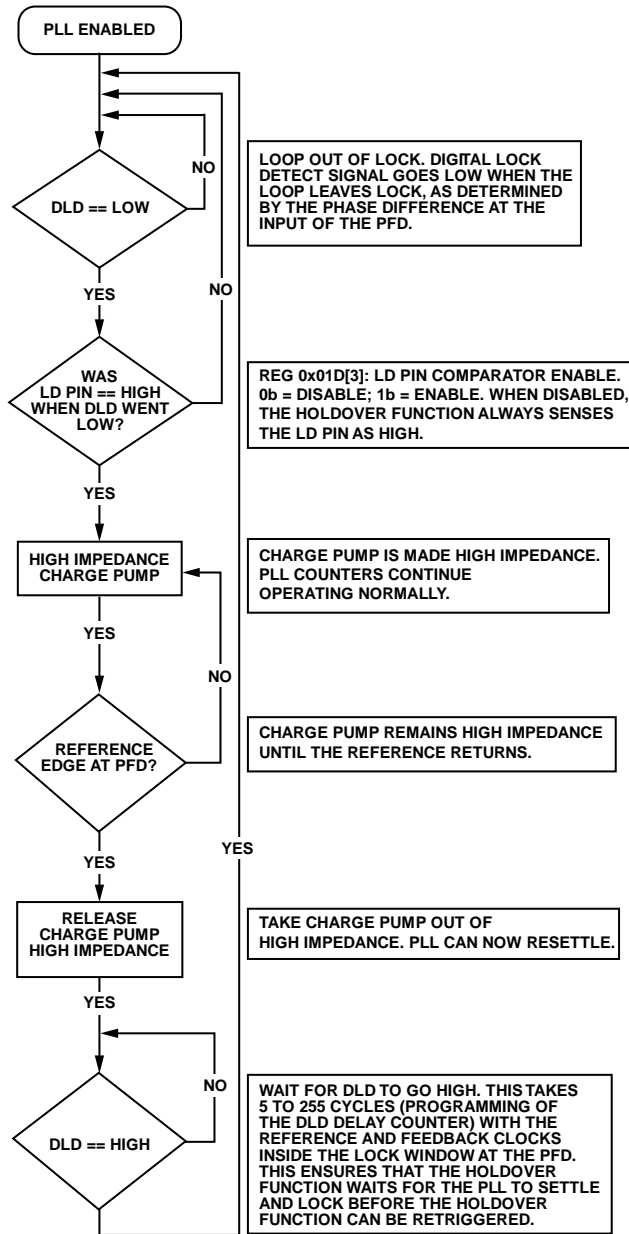 PLL ENABLED
NO
DLD == LOW
LOOP OUT OF LOCK. DIGITAL LOCK
DETECT SIGNAL GOES LOW WHEN THE
LOOP LEAVES LOCK, AS DETERMINED
BY THE PHASE DIFFERENCE AT THE
INPUT OF THE PFD.
YES
NO
WAS
LD PIN == HIGH
WHEN DLD WENT
LOW?
REG 0x01D[3]: LD PIN COMPARATOR ENABLE.
0b = DISABLE; 1b = ENABLE. WHEN DISABLED,
THE HOLDOVER FUNCTION ALWAYS SENSES
THE LD PIN AS HIGH.
YES
HIGH IMPEDANCE
CHARGE PUMP
CHARGE PUMP IS MADE HIGH IMPEDANCE.
PLL COUNTERS CONTINUE
OPERATING NORMALLY.
YES
NO
REFERENCE
EDGE AT PFD?
CHARGE PUMP REMAINS HIGH IMPEDANCE
UNTIL THE REFERENCE RETURNS.
YES
YES
RELEASE
CHARGE PUMP
HIGH IMPEDANCE
TAKE CHARGE PUMP OUT OF
HIGH IMPEDANCE. PLL CAN NOW RESETTLE.
YES
NO
DLD == HIGH
WAIT FOR DLD TO GO HIGH. THIS TAKES
5 TO 255 CYCLES (PROGRAMMING OF
THE DLD DELAY COUNTER) WITH THE
REFERENCE AND FEEDBACK CLOCKS
INSIDE THE LOCK WINDOW AT THE PFD.
THIS ENSURES THAT THE HOLDOVER
FUNCTION WAITS FOR THE PLL TO SETTLE
AND LOCK BEFORE THE HOLDOVER
FUNCTION CAN BE RETRIGGERED.